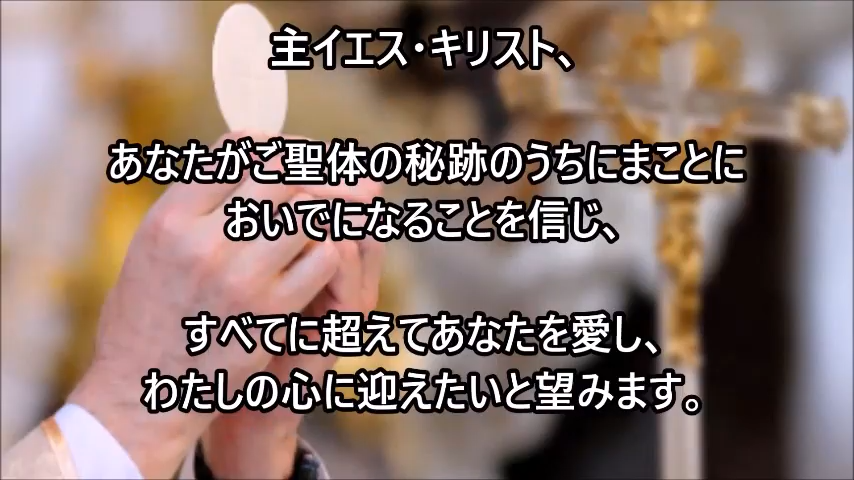 主イエス・キリスト、
あなたがご聖体の秘跡のうちにまことに
おいでになることを信じ、
すべてに超えてあなたを愛し、
わたしの心に迎えたいと望みます。